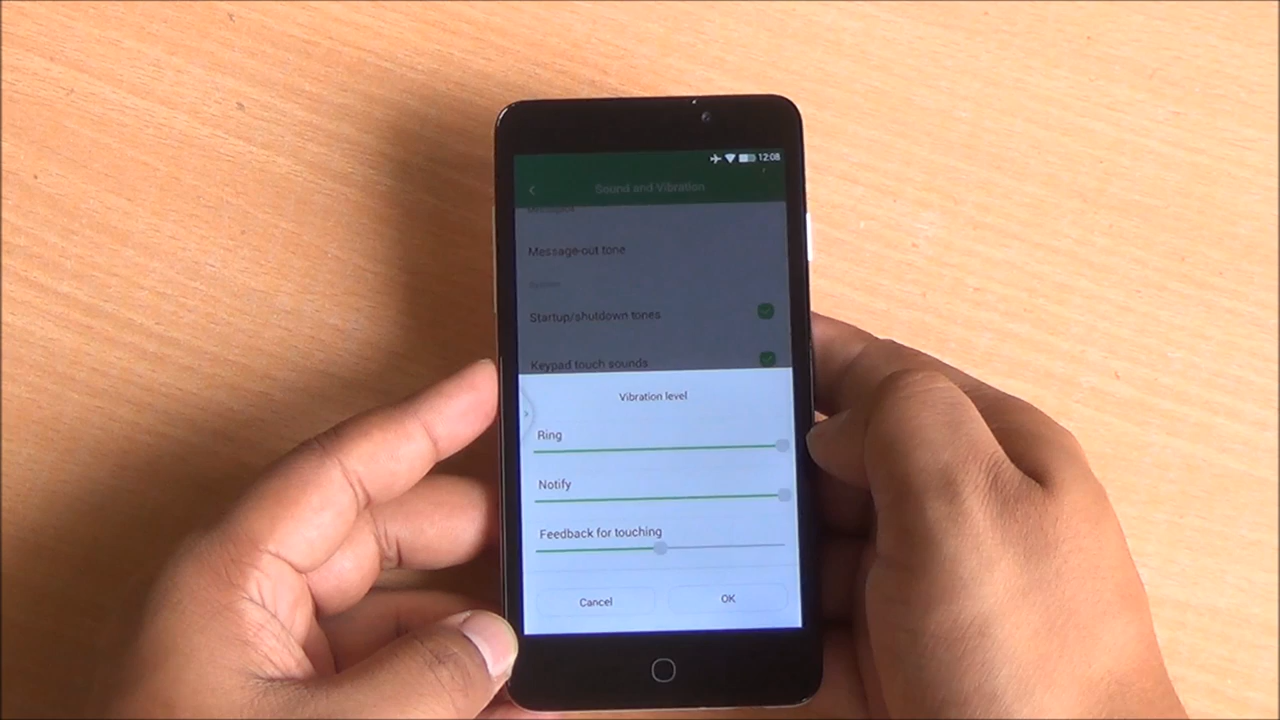 12:08
Sound and Vibration
Message-out tone
System
Startup/shutdown tones
Keypad touch sounds
Vibration level
Ring
Notify
Feedback for touching
Cancel
OK